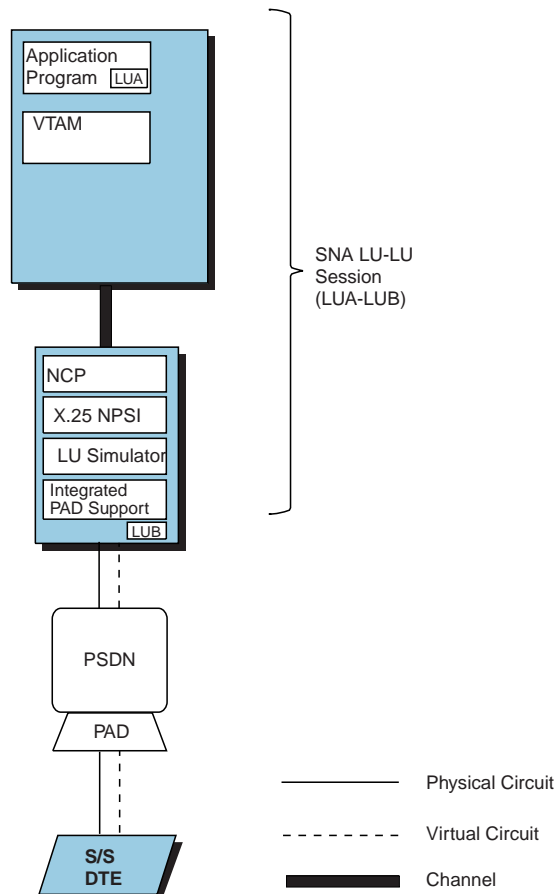 Application
Program LUA
VTAM
SNA LU-LU
Session
(LUA-LUB)
NCP
X.25 NPSI
LU Simulator
Integrated
PAD Support
LUB
PSDN
PAD
S/S
DTE
Physical Circuit
Virtual Circuit
Channel